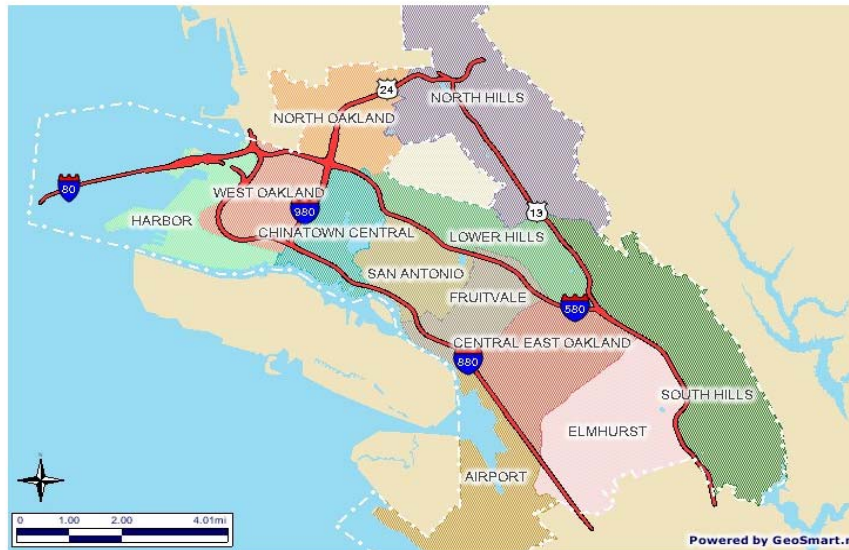 24
NORTH HILLS
NORTH OAKLAND
80
WEST OAKLAND
980
13
HARBOR
CHINATOWN CENTRAL
LOWER HILLS
SAN ANTONIO
FRUITVALE
580
CENTRAL EAST OAKLAND
880
SOUTH HILLS
ELMHURST
AIRPORT
0 1.00 2.00 4.01mi
Powered by GeoSmart.n